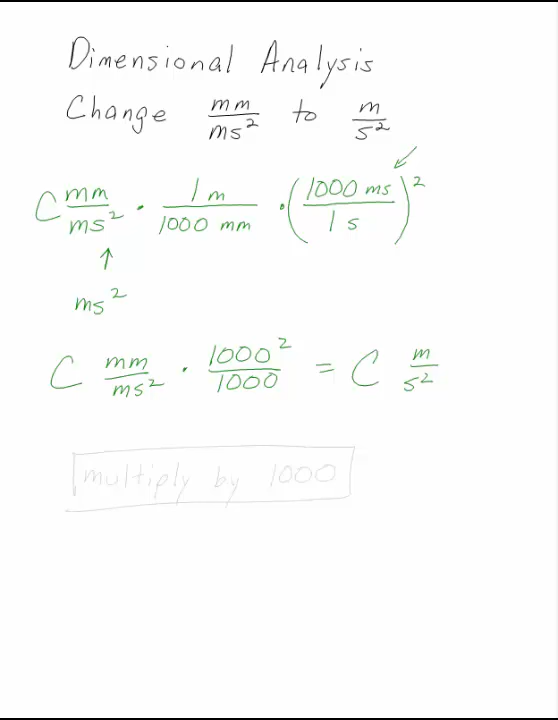 Dimensional Analysis
Change mm/ms² to m/s²
C mm/ms² · 1 m/1000 mm · (1000 ms/1 s)²
↑
ms²
C mm/ms² · 1000²/1000 = C m/s²
multiply by 1000